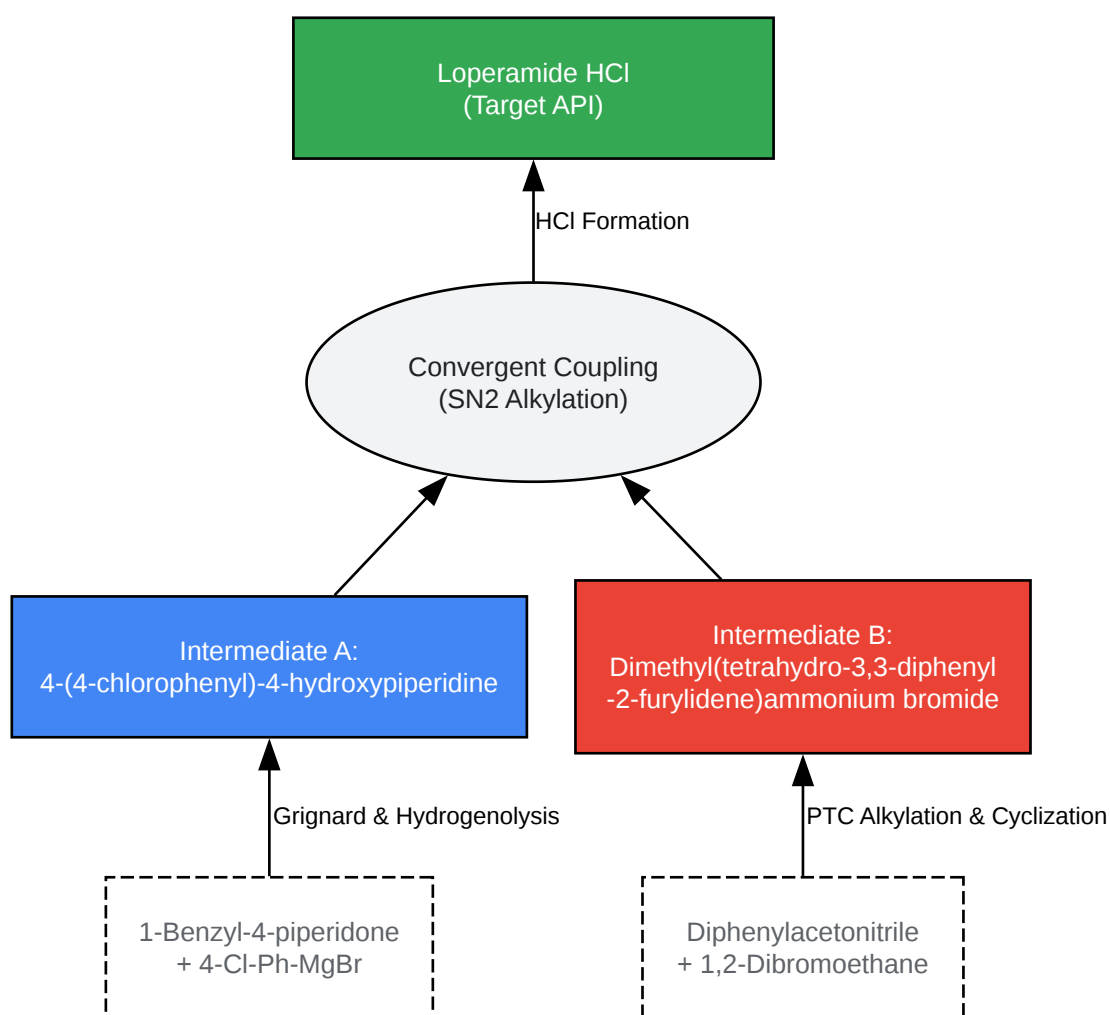 Loperamide HCl
(Target API)
HCl Formation
Convergent Coupling
(SN2 Alkylation)
Intermediate A:
4-(4-chlorophenyl)-4-hydroxypiperidine
Intermediate B:
Dimethyl(tetrahydro-3,3-diphenyl
-2-furylidene)ammonium bromide
Grignard & Hydrogenolysis
PTC Alkylation & Cyclization
1-Benzyl-4-piperidone
+ 4-Cl-Ph-MgBr
Diphenylacetonitrile
+ 1,2-Dibromoethane